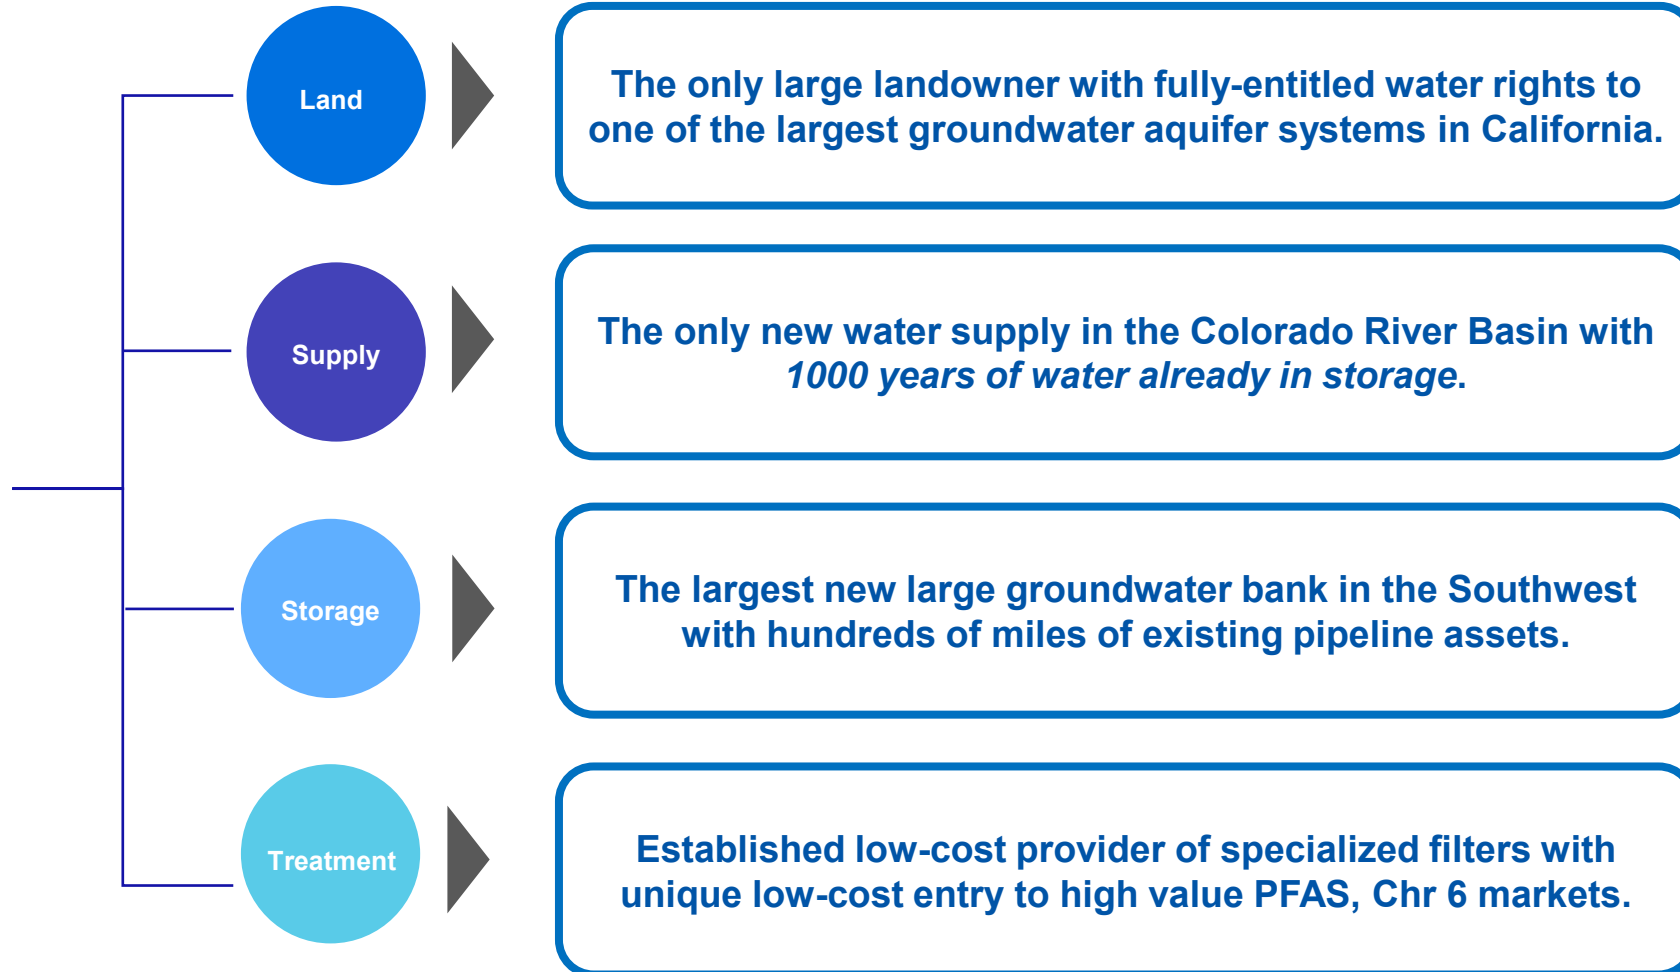 Land
The only large landowner with fully-entitled water rights to
one of the largest groundwater aquifer systems in California.
Supply
The only new water supply in the Colorado River Basin with
1000 years of water already in storage.
Storage
The largest new large groundwater bank in the Southwest
with hundreds of miles of existing pipeline assets.
Treatment
Established low-cost provider of specialized filters with
unique low-cost entry to high value PFAS, Chr 6 markets.